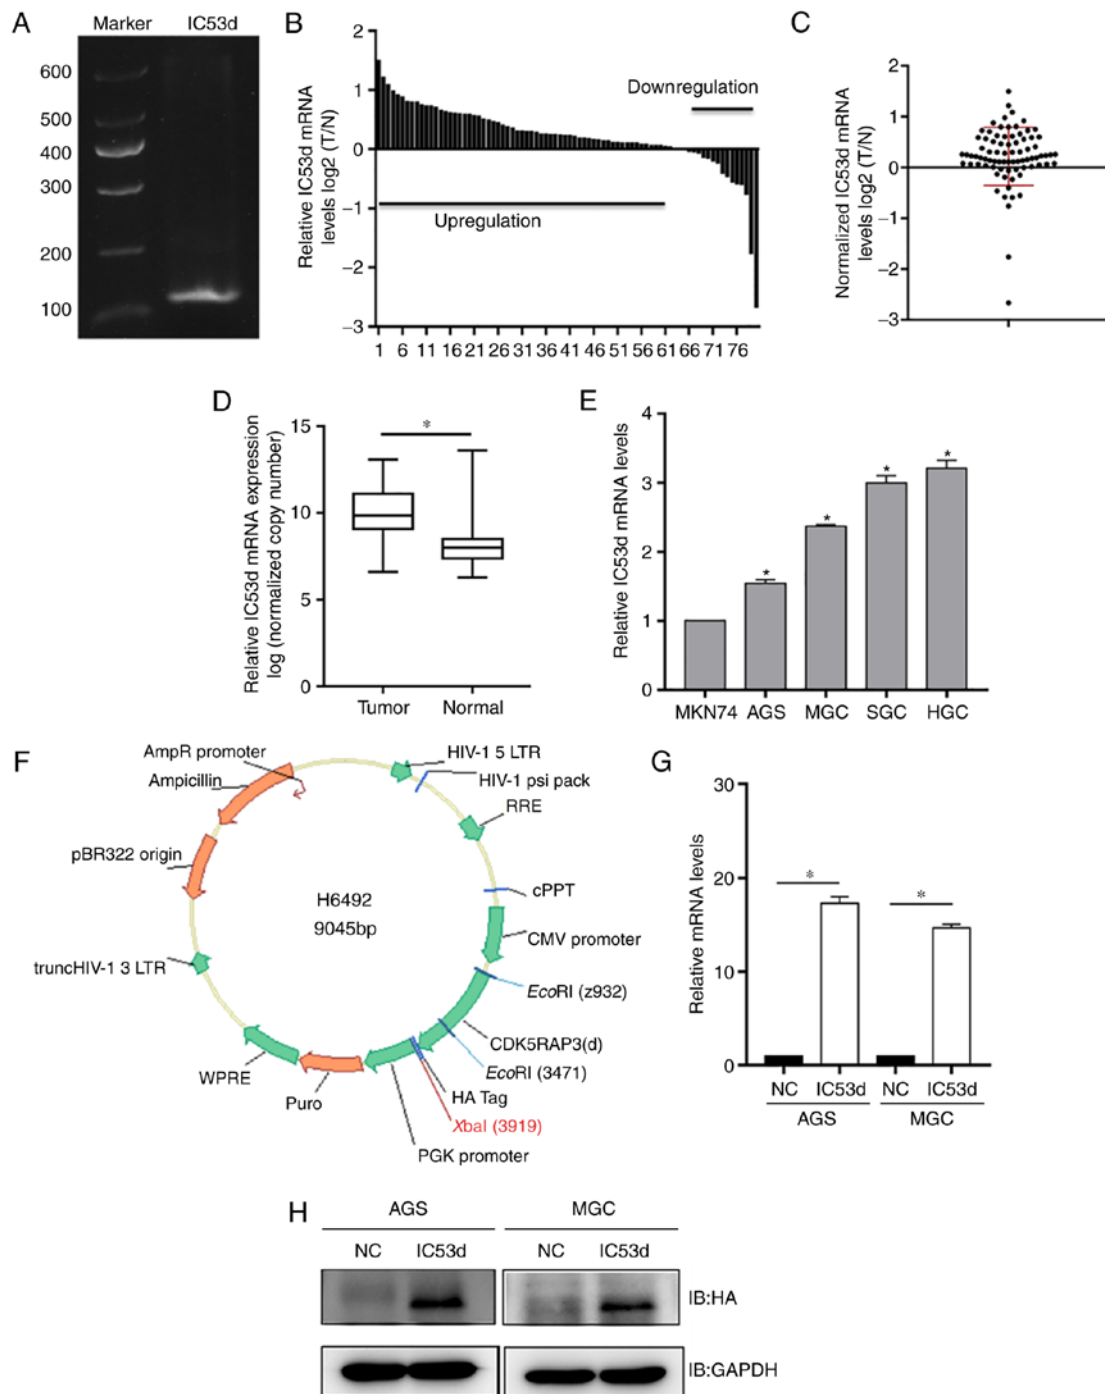 A
Marker IC53d
600
500
400
300
200
100
B
Relative IC53d mRNA
levels log2 (T/N)
2
1
0
−1
−2
−3
Downregulation
Upregulation
1 6 11 16 21 26 31 36 41 46 51 56 61 66 71 76
C
Normalized IC53d mRNA
levels log2 (T/N)
2
1
0
−1
−2
−3
D
Relative IC53d mRNA expression
log (normalized copy number)
15
10
5
0
*
Tumor Normal
E
Relative IC53d mRNA levels
4
3
2
1
0
* * * *
MKN74 AGS MGC SGC HGC
F
AmpR promoter
Ampicillin
pBR322 origin
truncHIV-1 3 LTR
WPRE
Puro
H6492
9045bp
HIV-1 5 LTR
HIV-1 psi pack
RRE
cPPT
CMV promoter
EcoRI (z932)
CDK5RAP3(d)
EcoRI (3471)
HA Tag
XbaI (3919)
PGK promoter
G
Relative mRNA levels
30
20
10
0
* *
NC IC53d NC IC53d
AGS MGC
H
AGS MGC
NC IC53d NC IC53d
IB:HA
IB:GAPDH